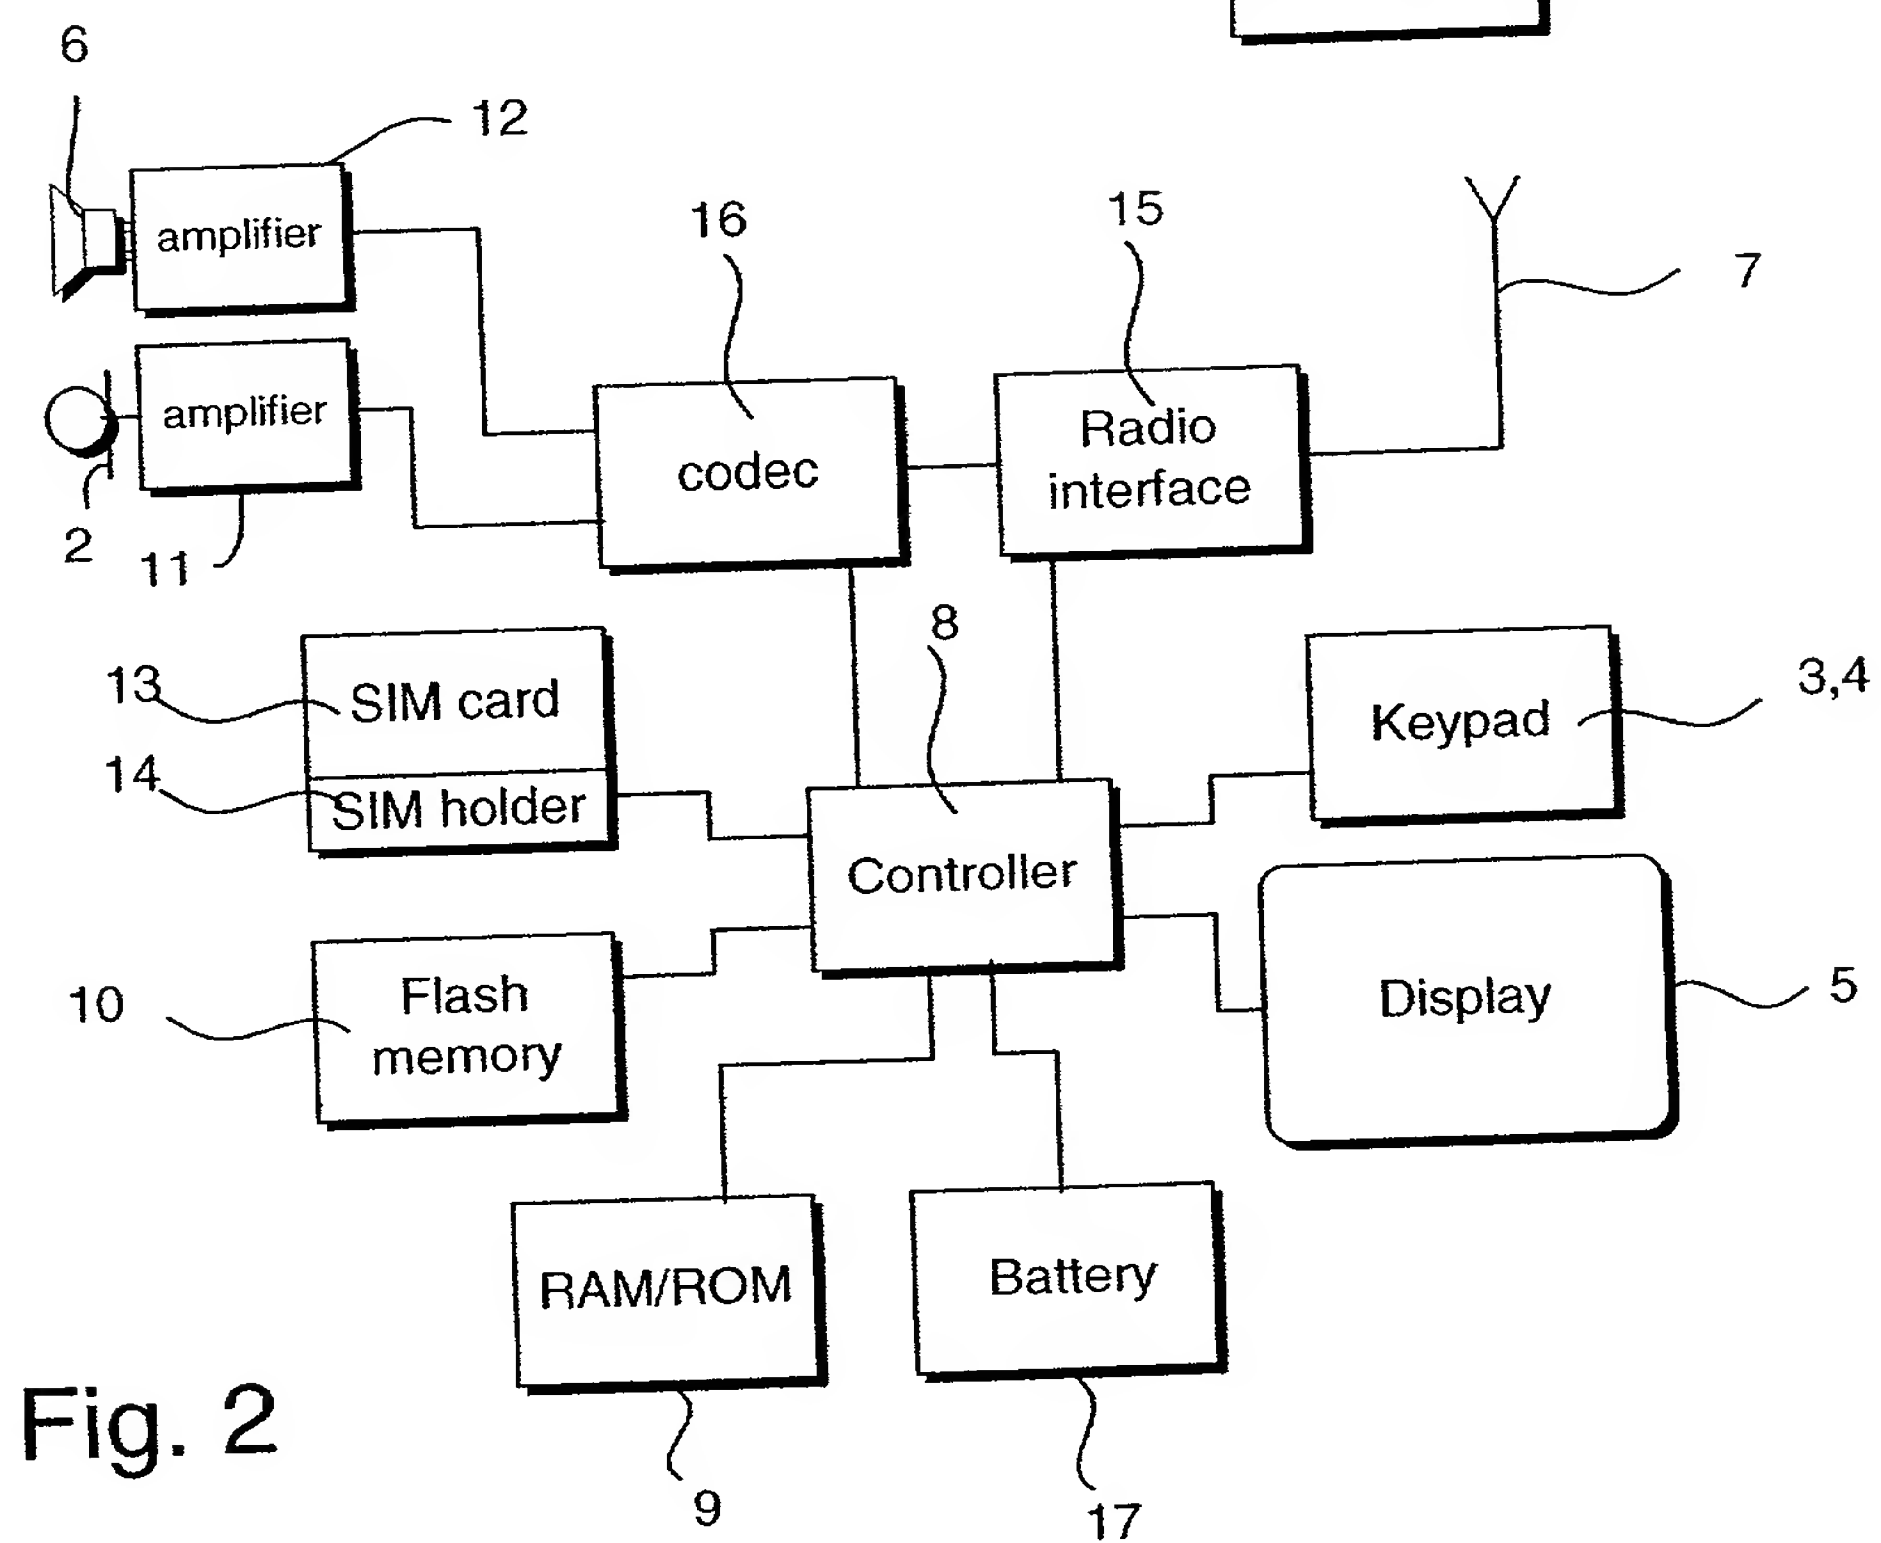 6
12
amplifier
16
15
7
amplifier
2
11
codec
Radio
interface
8
13
SIM card
14
SIM holder
Keypad
3,4
Controller
10
Flash
memory
Display
5
RAM/ROM
Battery
9
17
Fig. 2